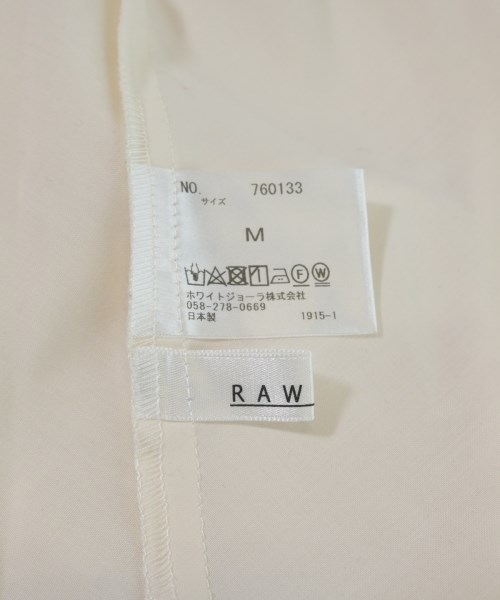 NO. 760133
サイズ
M
F W
ホワイトジョーラ株式会社
058-278-0669
日本製 1915-1
RAW